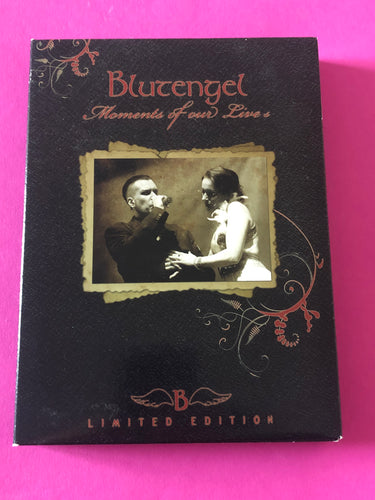 Blutengel
Moments of our Lives
B
LIMITED EDITION